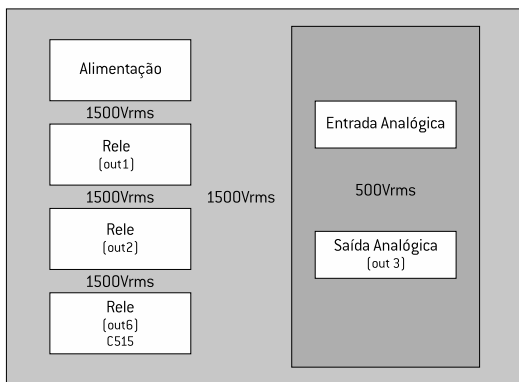 Alimentação
1500Vrms
Rele
(out1)
1500Vrms
Rele
(out2)
1500Vrms
Rele
(out6)
C515
1500Vrms
Entrada Analógica
500Vrms
Saída Analógica
(out 3)